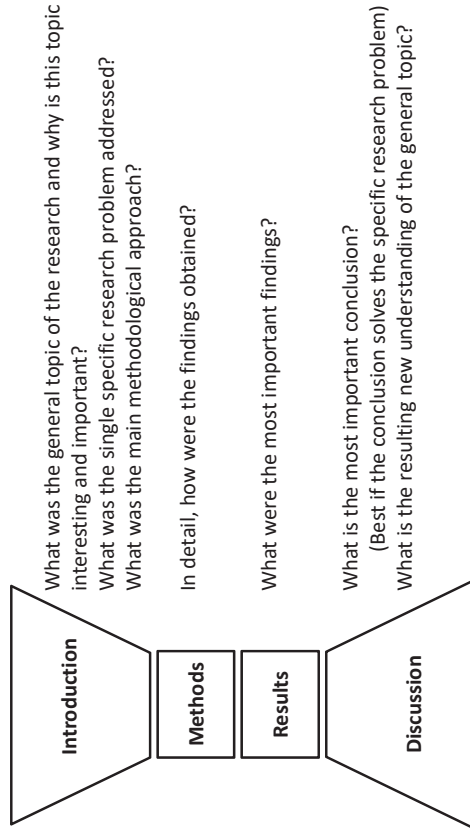 Introduction
What was the general topic of the research and why is this topic
interesting and important?
What was the single specific research problem addressed?
What was the main methodological approach?
Methods
In detail, how were the findings obtained?
Results
What were the most important findings?
Discussion
What is the most important conclusion?
(Best if the conclusion solves the specific research problem)
What is the resulting new understanding of the general topic?